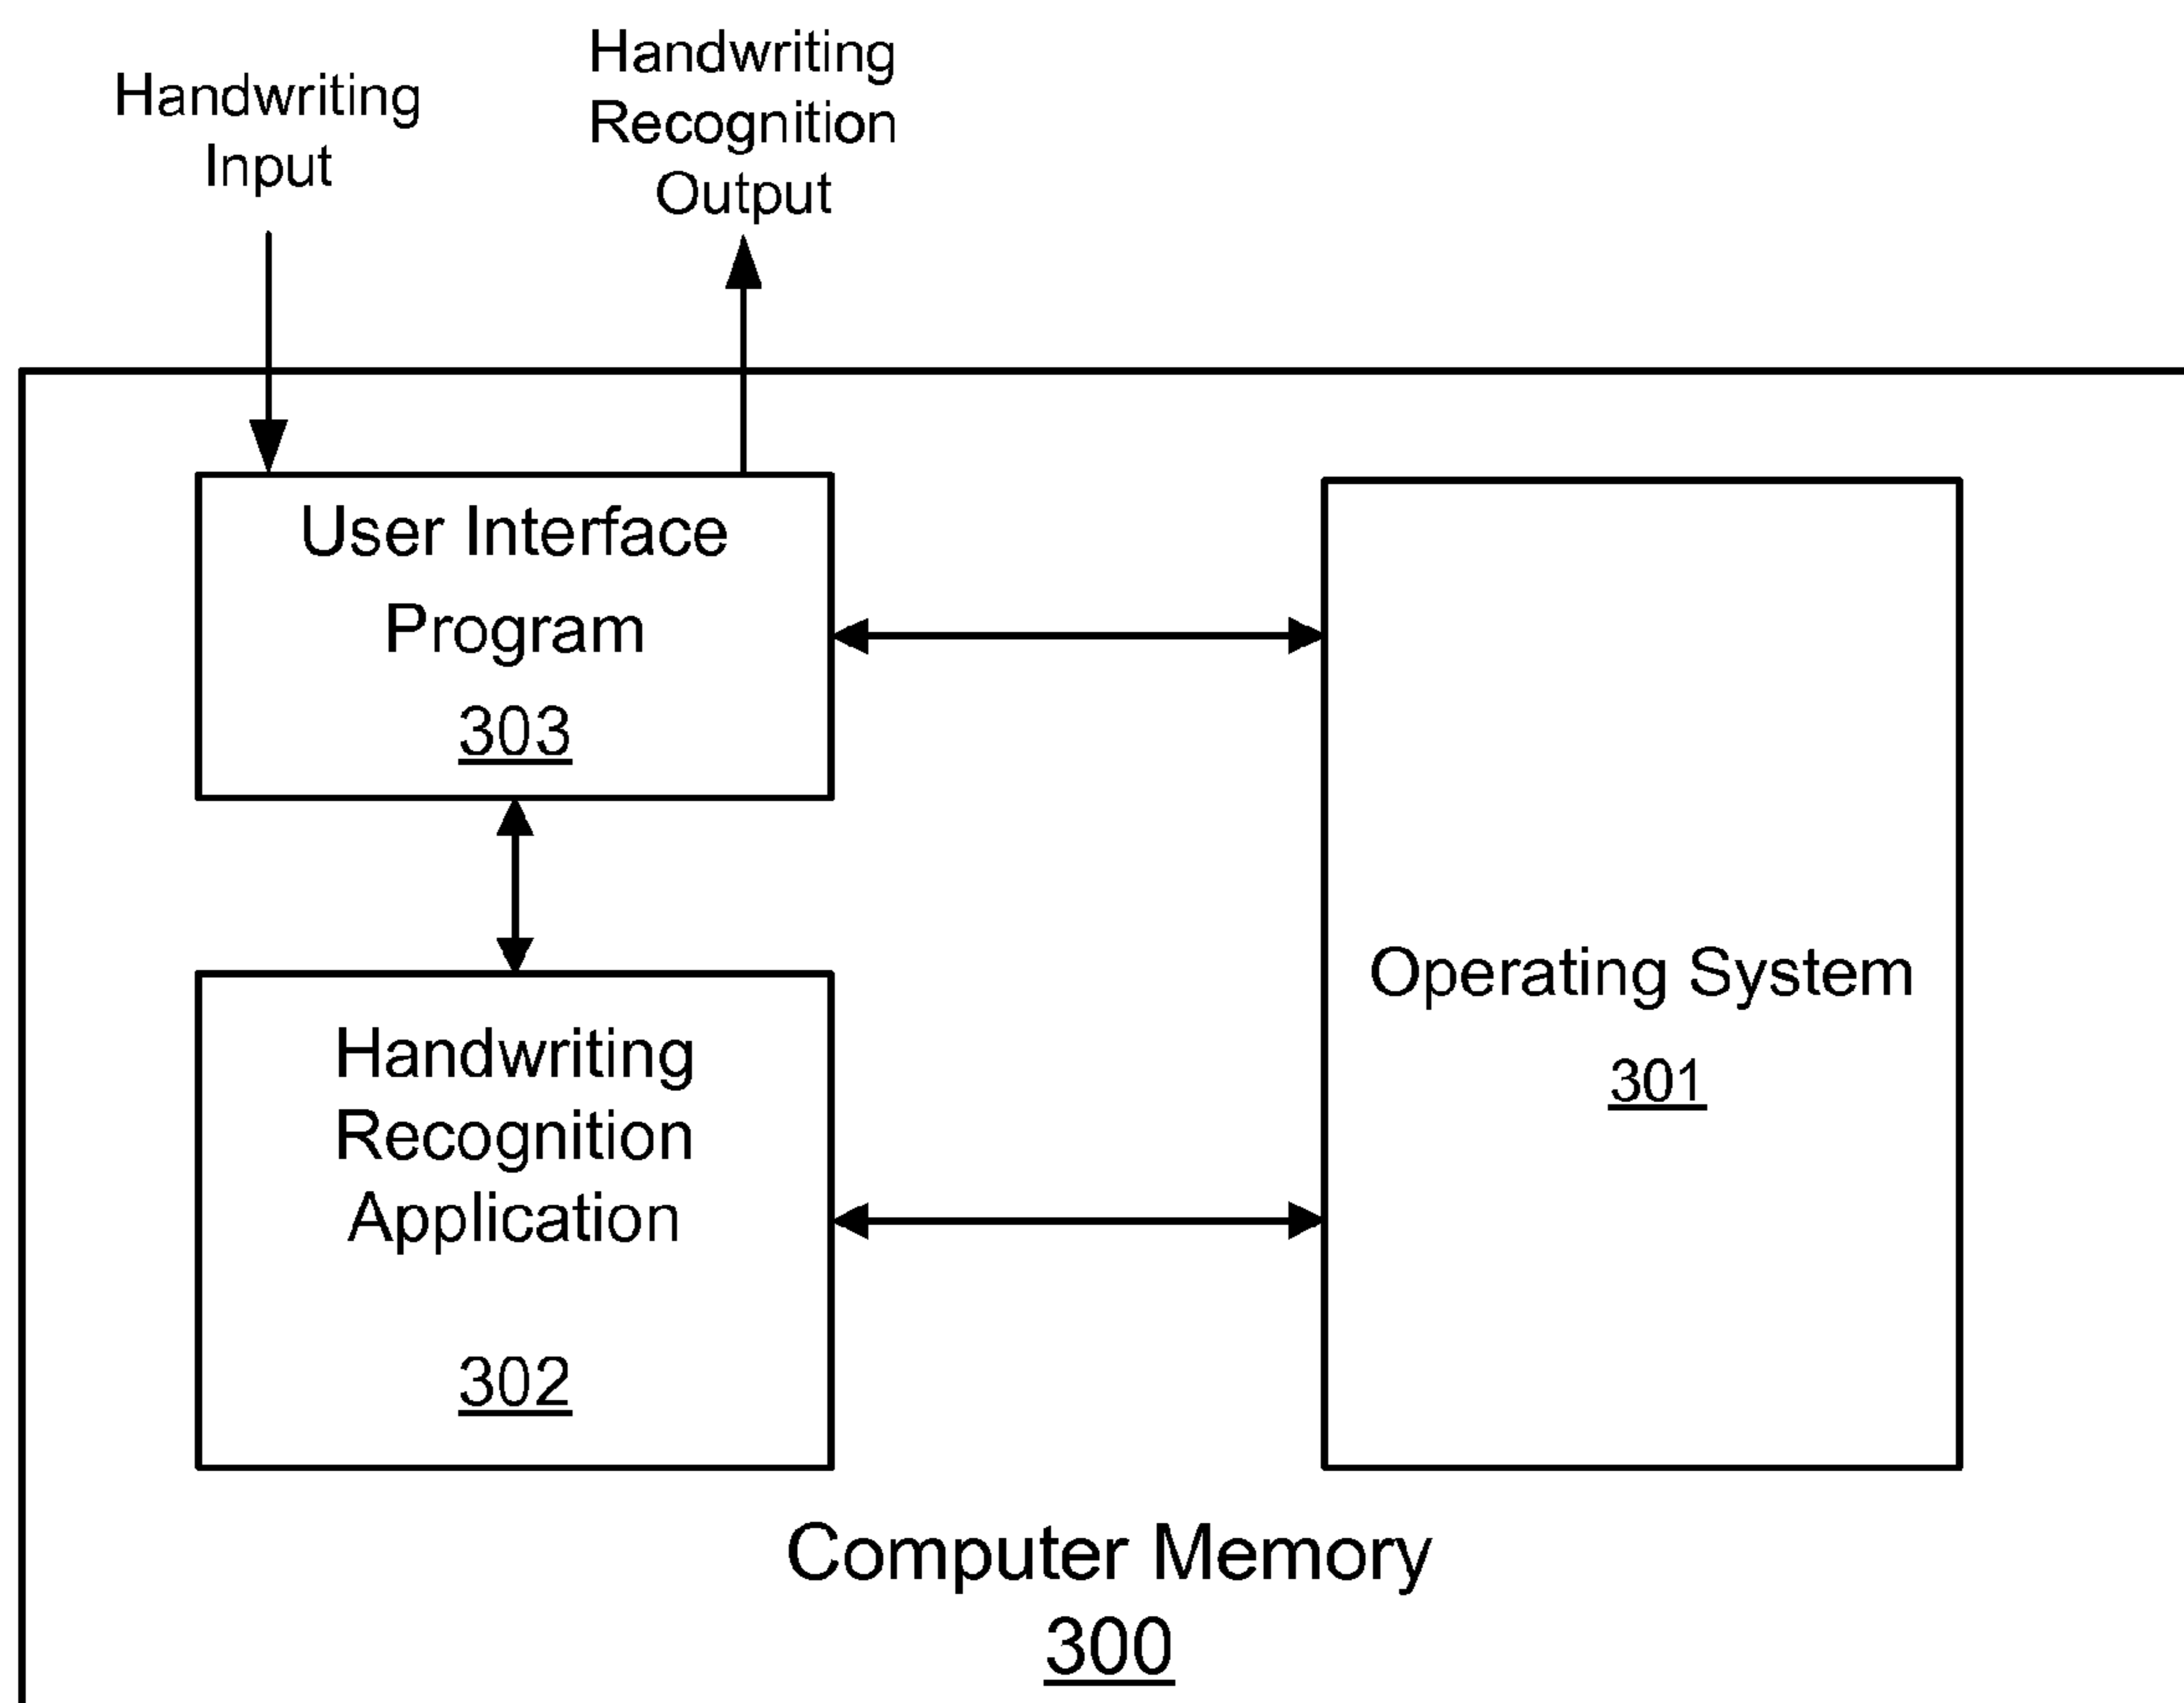 Handwriting
Input
Handwriting
Recognition
Output
User Interface
Program
303
Handwriting
Recognition
Application
302
Operating System
301
Computer Memory
300